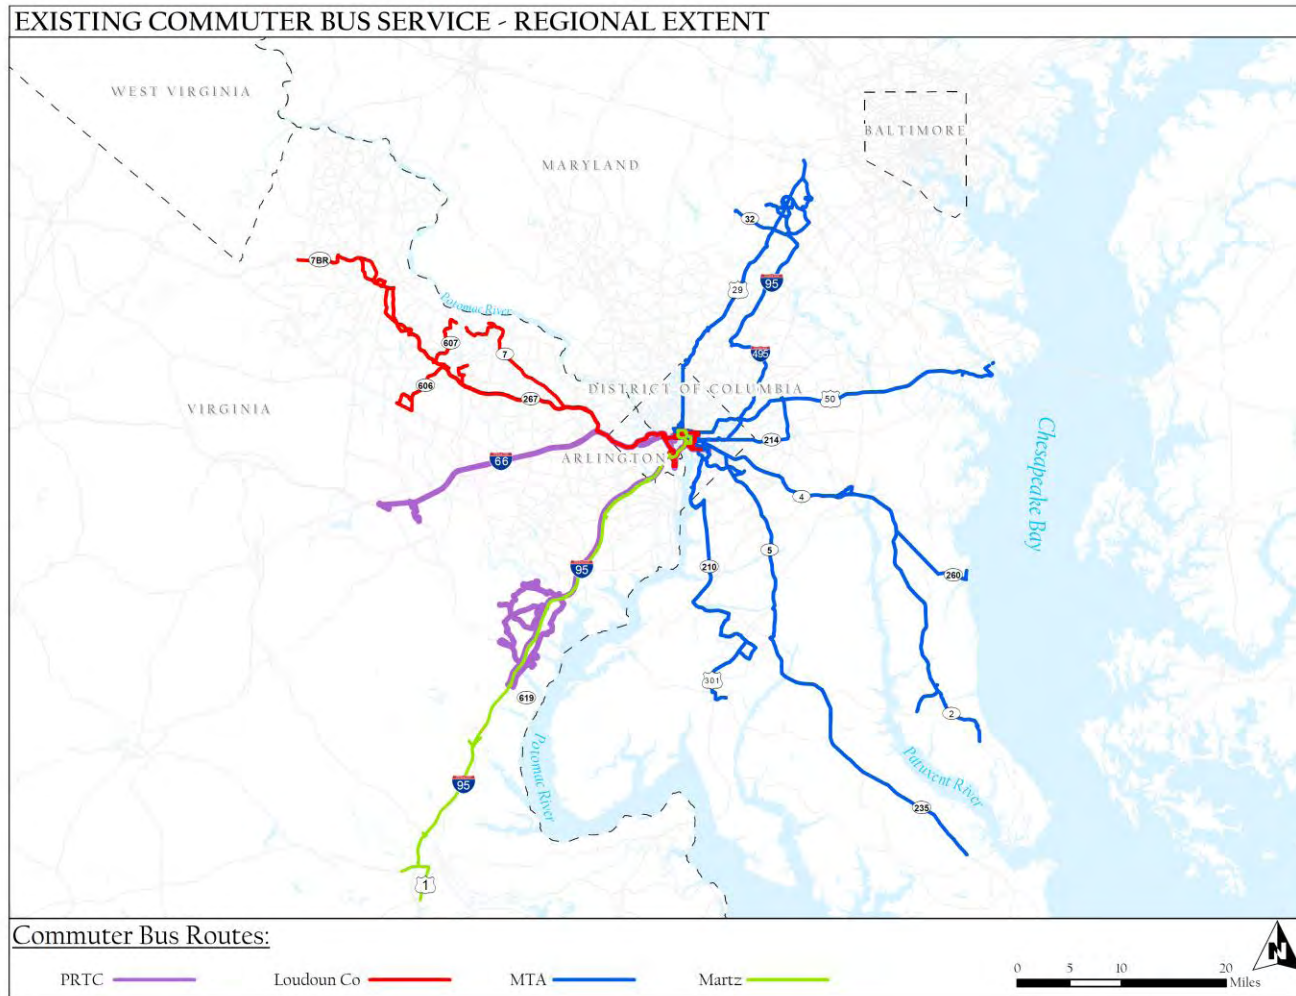 EXISTING COMMUTER BUS SERVICE - REGIONAL EXTENT
WEST VIRGINIA
BALTIMORE
MARYLAND
32
7BR
29
95
Potomac River
607
7
495
606
267
DISTRICT OF COLUMBIA
50
VIRGINIA
214
66
ARLINGTON
4
Chesapeake Bay
5
95
210
260
301
619
2
Potomac River
Patuxent River
95
235
1
Commuter Bus Routes:
PRTC
Loudoun Co
MTA
Martz
0 5 10 20
Miles
N